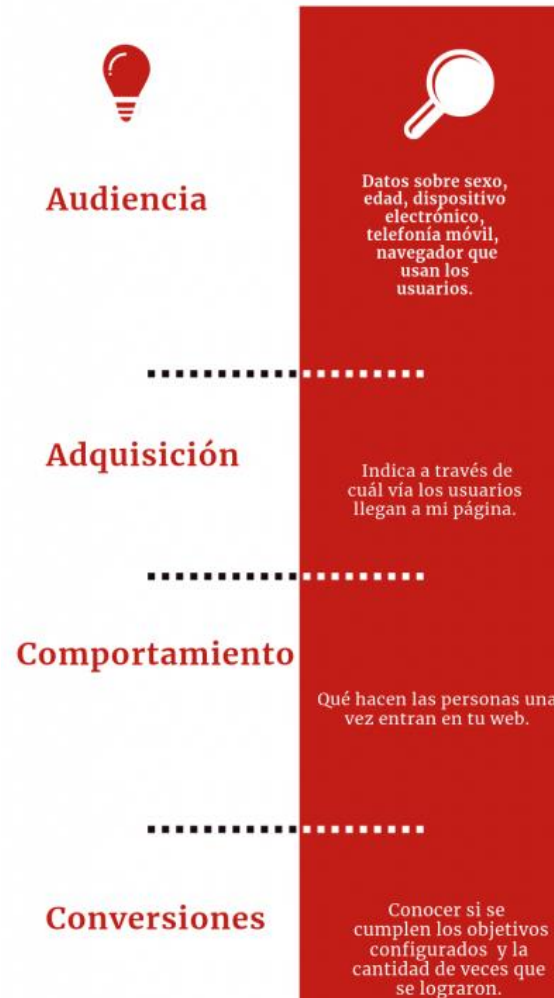 Audiencia
Datos sobre sexo,
edad, dispositivo
electrónico,
telefonía móvil,
navegador que
usan los
usuarios.
Adquisición
Indica a través de
cuál vía los usuarios
llegan a mi página.
Comportamiento
Qué hacen las personas una
vez entran en tu web.
Conversiones
Conocer si se
cumplen los objetivos
configurados y la
cantidad de veces que
se lograron.